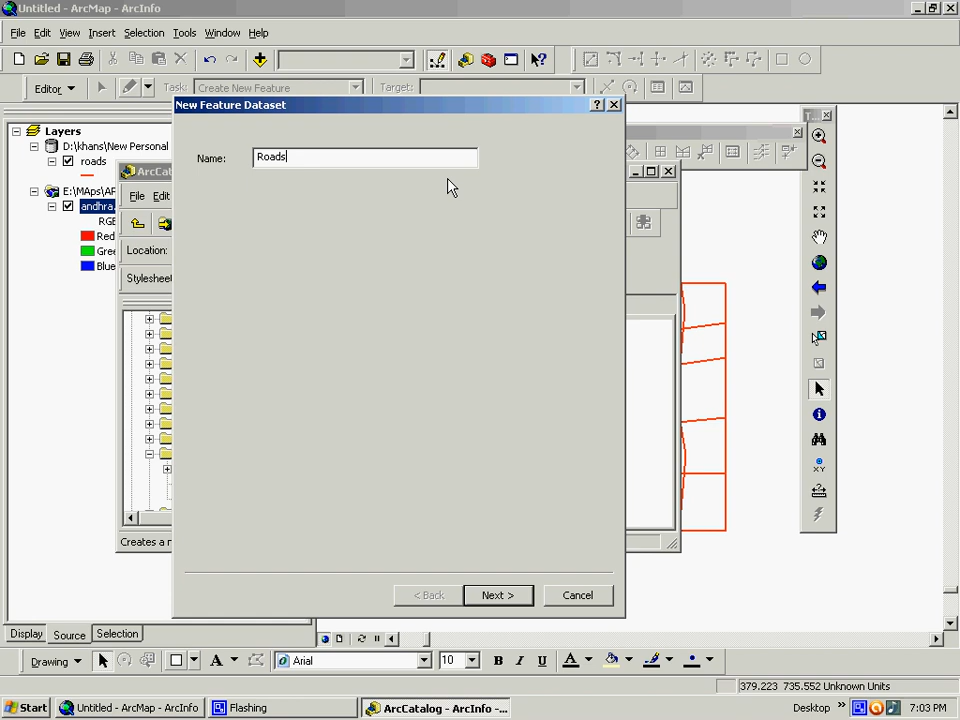 Untitled - ArcMap - ArcInfo
File Edit View Insert Selection Tools Window Help
Editor Task: Create New Feature Target:
New Feature Dataset
Layers
D:\khans\New Personal
roads
E:\MAps\AP
andhra.
RGB
Red
Green
Blue
ArcCat
File Edit
Location:
Stylesheet
Name: Roads
XY
Creates a n
< Back Next > Cancel
Display Source Selection
Drawing A Arial 10 B I U A
379.223 735.552 Unknown Units
Start Untitled - ArcMap - ArcInfo Flashing ArcCatalog - ArcInfo -... Desktop » 7:03 PM